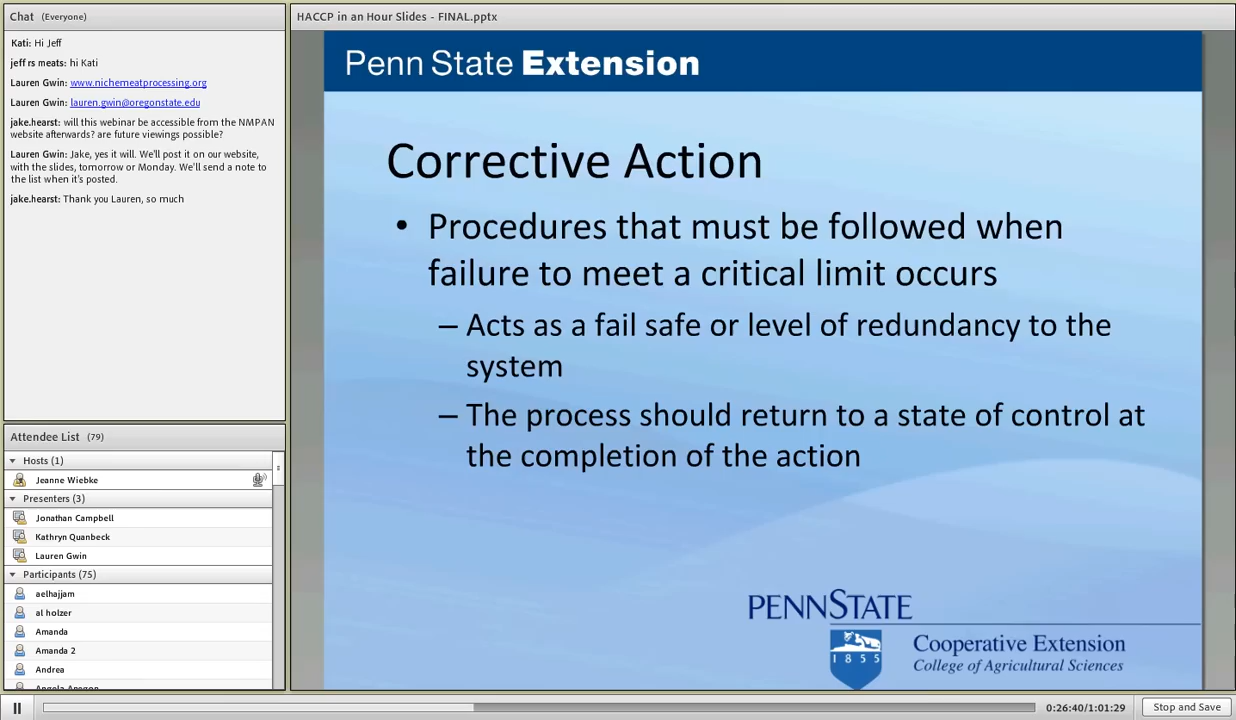 Chat (Everyone)
Kati: Hi Jeff
jeff rs meats: hi Kati
Lauren Gwin: www.nichemeatprocessing.org
Lauren Gwin: lauren.gwin@oregonstate.edu
jake.hearst: will this webinar be accessible from the NMPAN
website afterwards? are future viewings possible?
Lauren Gwin: Jake, yes it will. We'll post it on our website,
with the slides, tomorrow or Monday. We'll send a note to
the list when it's posted.
jake.hearst: Thank you Lauren, so much
Attendee List (79)
Hosts (1)
Jeanne Wiebke
Presenters (3)
Jonathan Campbell
Kathryn Quanbeck
Lauren Gwin
Participants (75)
aelhajjam
al holzer
Amanda
Amanda 2
Andrea
Angela Aragon
HACCP in an Hour Slides - FINAL.pptx
Penn State Extension
Corrective Action
• Procedures that must be followed when
failure to meet a critical limit occurs
– Acts as a fail safe or level of redundancy to the
system
– The process should return to a state of control at
the completion of the action
PENNSTATE
1855
Cooperative Extension
College of Agricultural Sciences
0:26:40/1:01:29
Stop and Save